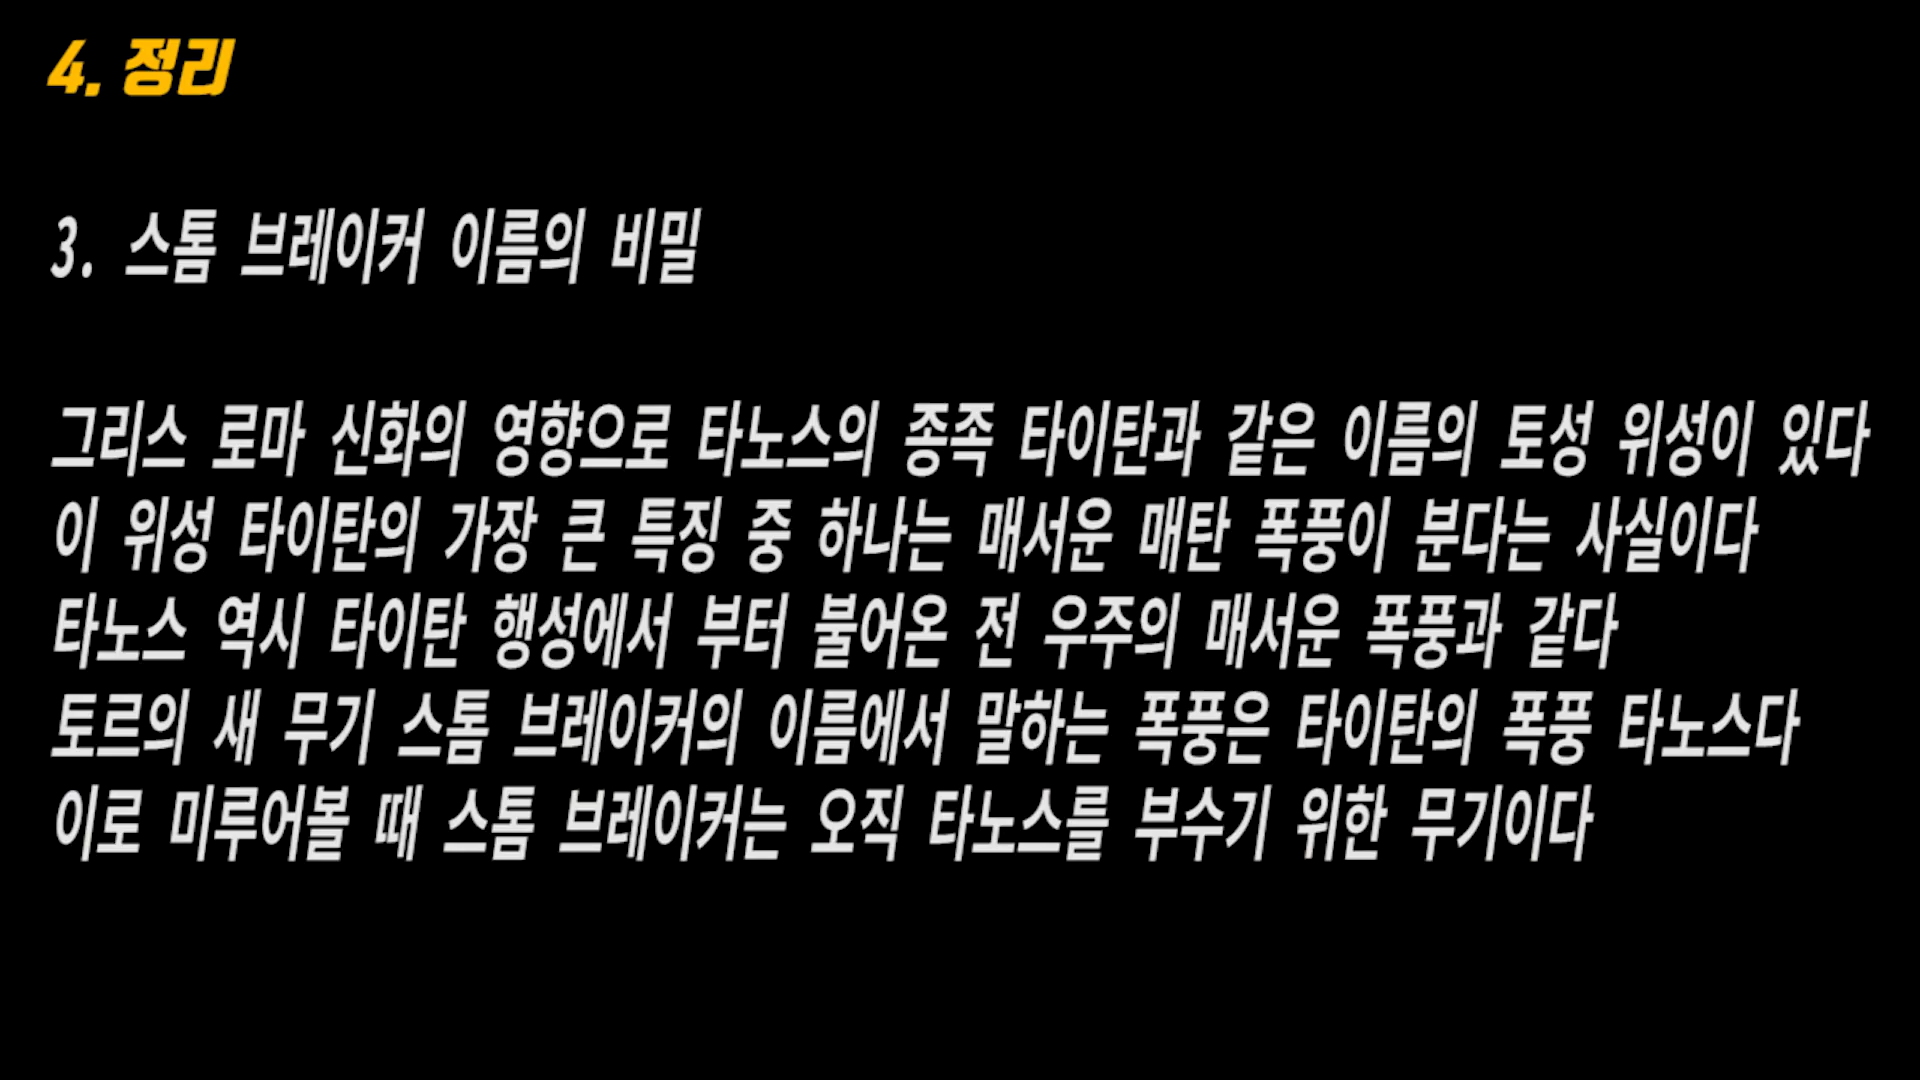 4. 정리
3. 스톰 브레이커 이름의 비밀
그리스 로마 신화의 영향으로 타노스의 종족 타이탄과 같은 이름의 토성 위성이 있다
이 위성 타이탄의 가장 큰 특징 중 하나는 매서운 매탄 폭풍이 분다는 사실이다
타노스 역시 타이탄 행성에서 부터 불어온 전 우주의 매서운 폭풍과 같다
토르의 새 무기 스톰 브레이커의 이름에서 말하는 폭풍은 타이탄의 폭풍 타노스다
이로 미루어볼 때 스톰 브레이커는 오직 타노스를 부수기 위한 무기이다